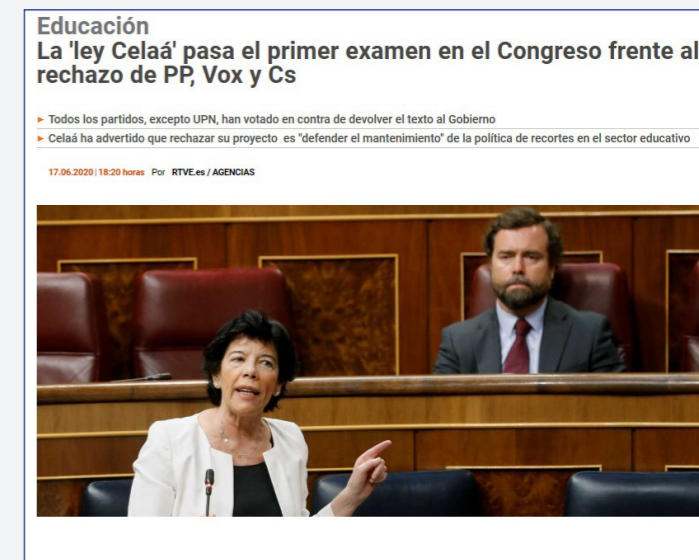 Educación
La 'ley Celaá' pasa el primer examen en el Congreso frente al
rechazo de PP, Vox y Cs
► Todos los partidos, excepto UPN, han votado en contra de devolver el texto al Gobierno
► Celaá ha advertido que rechazar su proyecto es "defender el mantenimiento" de la política de recortes en el sector educativo
17.06.2020 | 18:20 horas Por RTVE.es / AGENCIAS